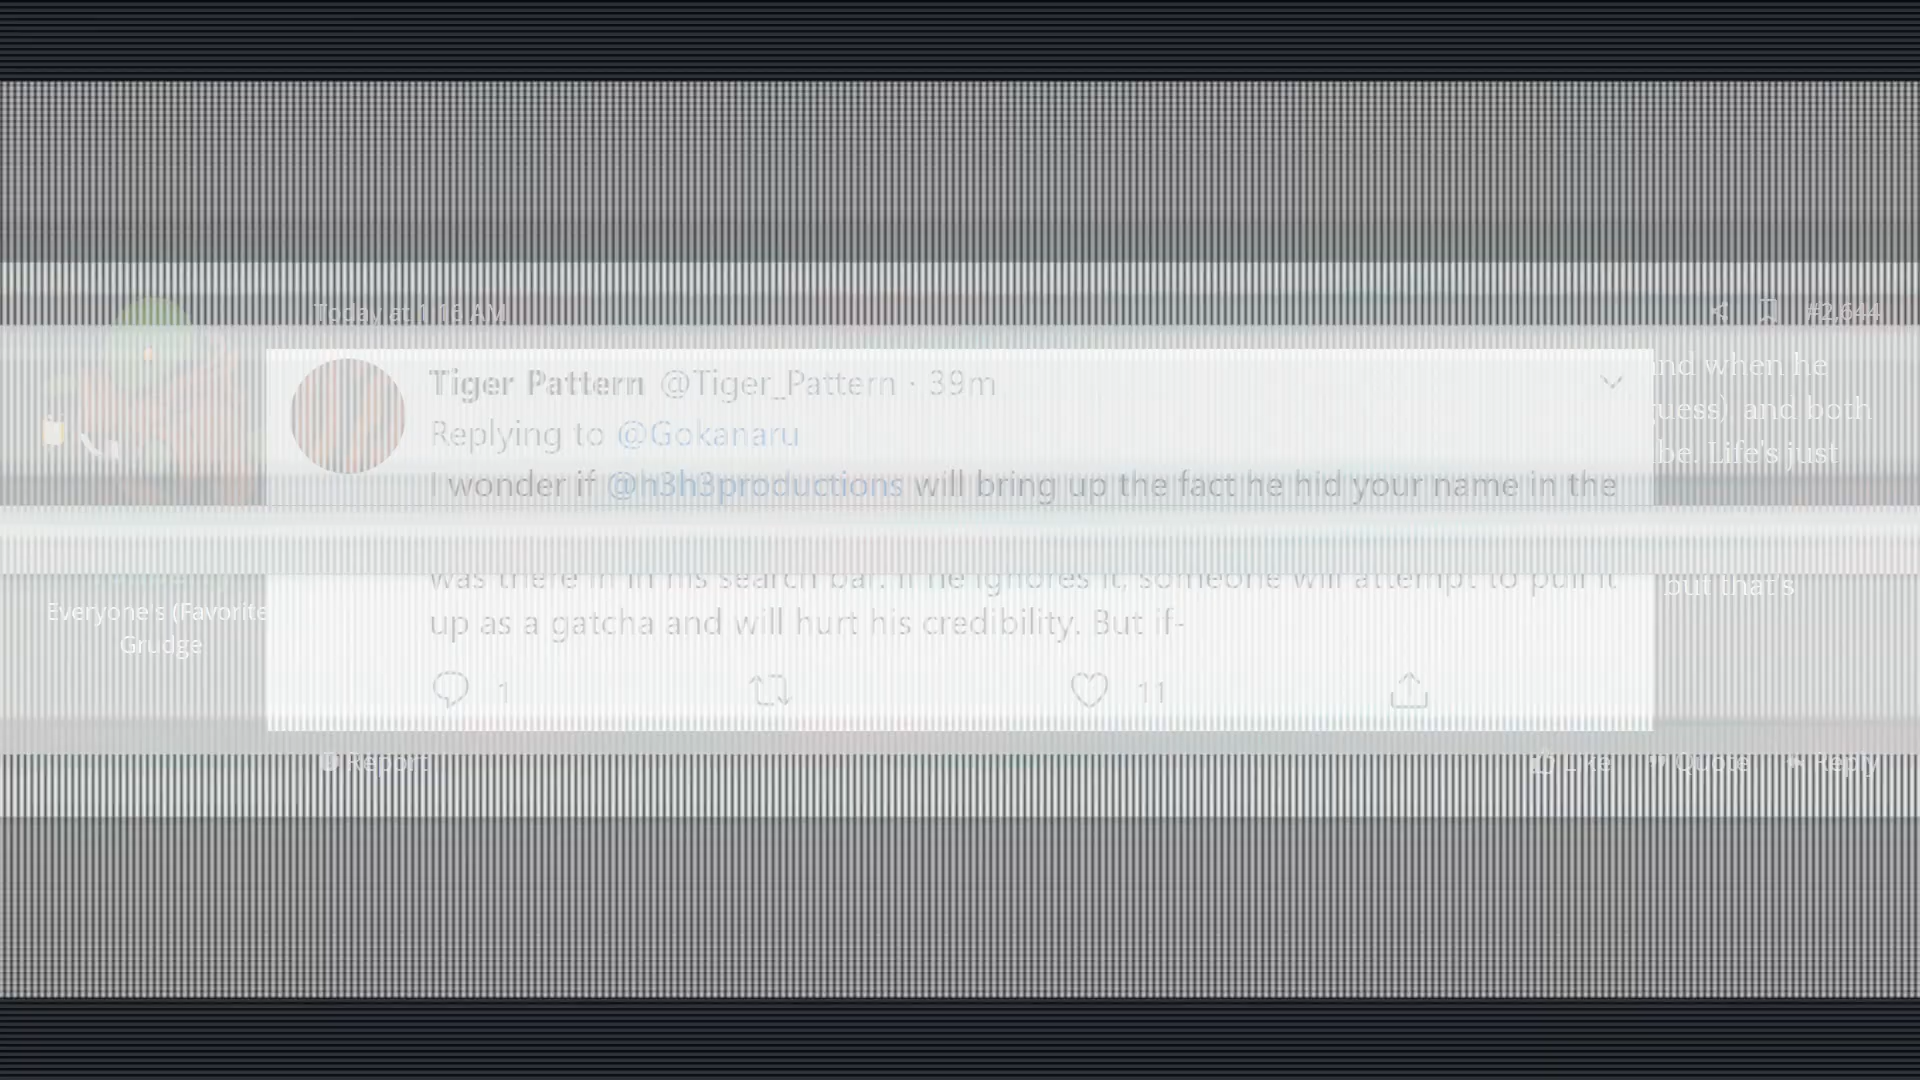 Today at 1:16 AM
#2,644
Tiger Pattern @Tiger_Pattern · 39m
Replying to @Gokanaru
I wonder if @h3h3productions will bring up the fact he hid your name in the
was there in in his search bar. If he ignores it, someone will attempt to pull it
up as a gatcha and will hurt his credibility. But if-
1 11
and when he
guess), and both
be. Life's just
but that's
Everyone's (Favorite
Grudge
Report
Like Quote Reply